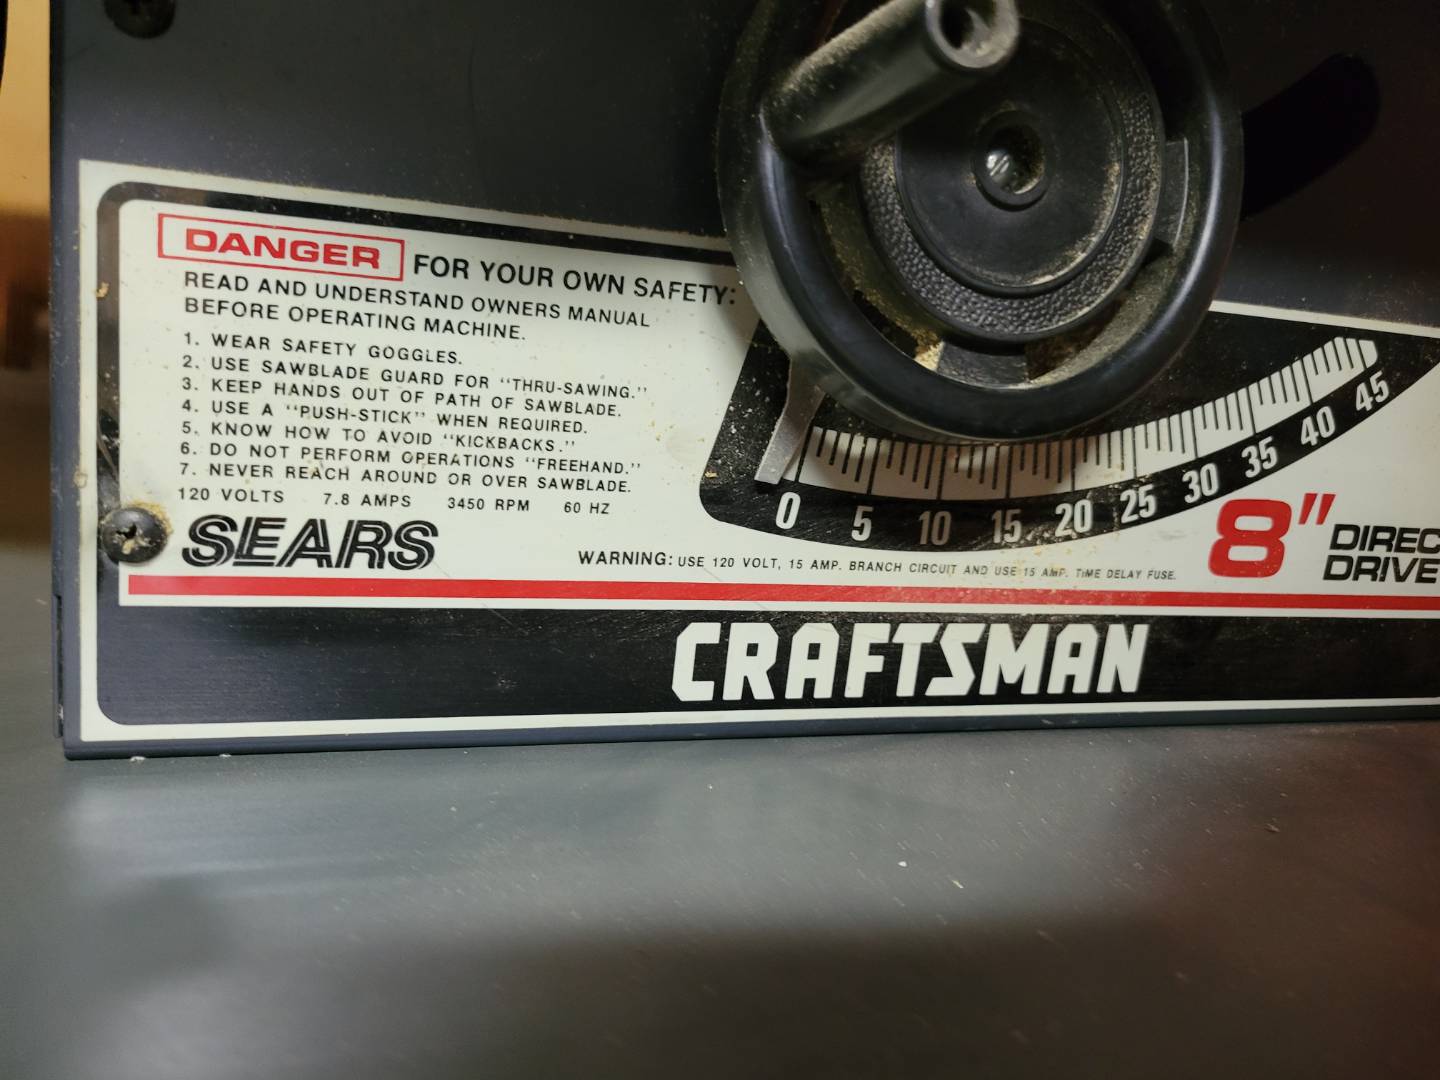 DANGER FOR YOUR OWN SAFETY:
READ AND UNDERSTAND OWNERS MANUAL
BEFORE OPERATING MACHINE.
1. WEAR SAFETY GOGGLES.
2. USE SAWBLADE GUARD FOR "THRU-SAWING."
3. KEEP HANDS OUT OF PATH OF SAWBLADE.
4. USE A "PUSH-STICK" WHEN REQUIRED.
5. KNOW HOW TO AVOID "KICKBACKS."
6. DO NOT PERFORM OPERATIONS "FREEHAND."
7. NEVER REACH AROUND OR OVER SAWBLADE.
120 VOLTS 7.8 AMPS 3450 RPM 60 HZ
0 5 10 15 20 25 30 35 40 45
SEARS
WARNING: USE 120 VOLT, 15 AMP. BRANCH CIRCUIT AND USE 15 AMP. TIME DELAY FUSE.
8" DIREC
DRIVE
CRAFTSMAN